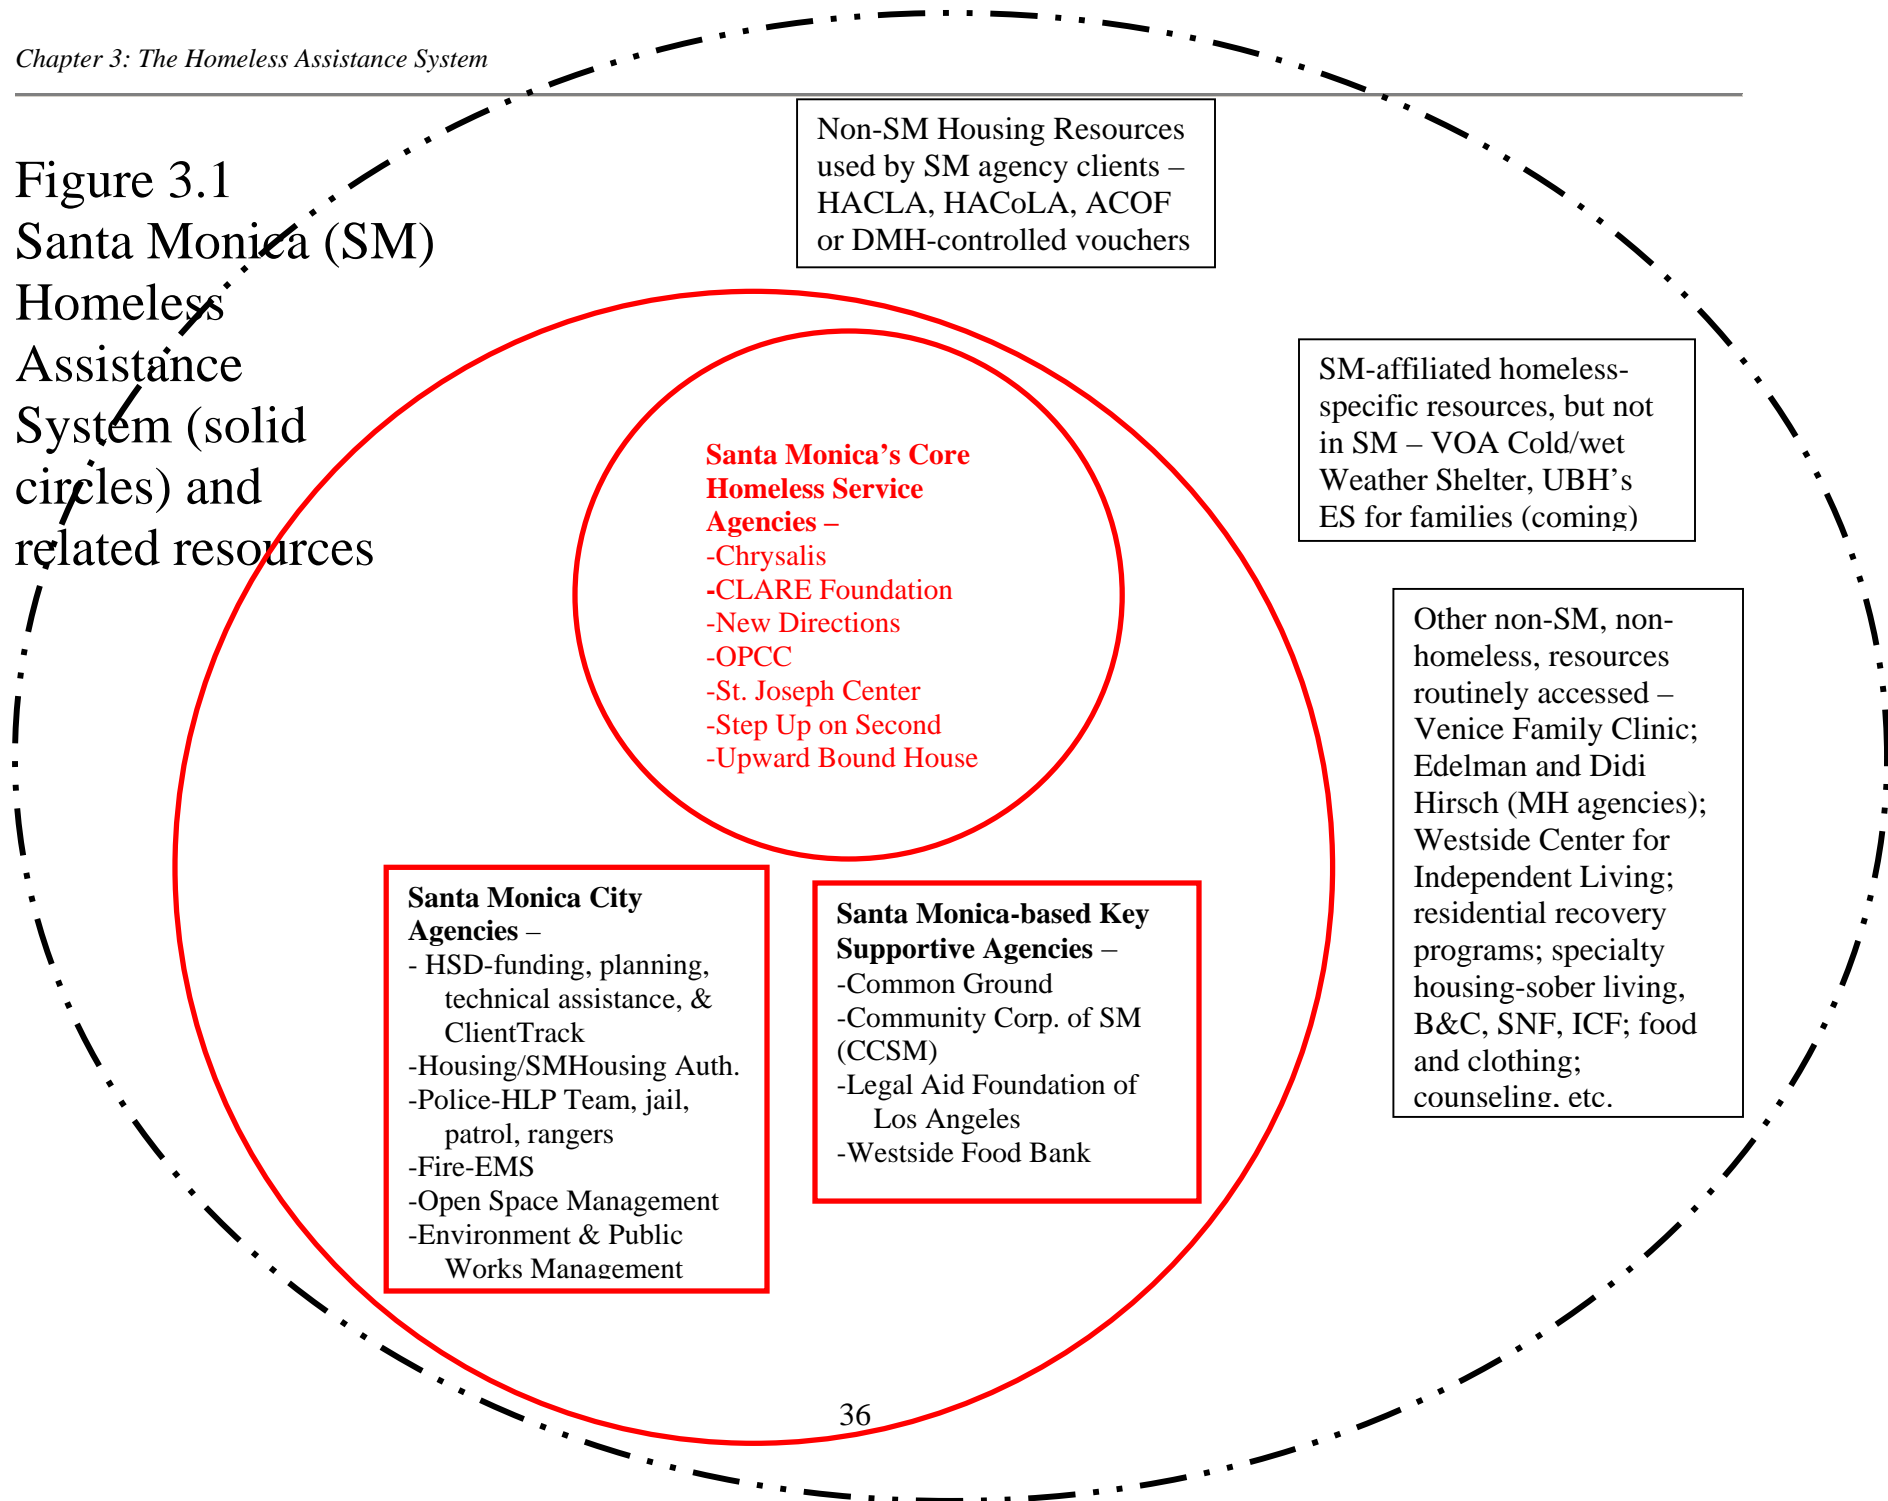 Chapter 3: The Homeless Assistance System
Figure 3.1
Santa Monica (SM)
Homeless
Assistance
System (solid
circles) and
related resources
Non-SM Housing Resources
used by SM agency clients –
HACLA, HACoLA, ACOF
or DMH-controlled vouchers
SM-affiliated homeless-
specific resources, but not
in SM – VOA Cold/wet
Weather Shelter, UBH's
ES for families (coming)
Santa Monica's Core
Homeless Service
Agencies –
-Chrysalis
-CLARE Foundation
-New Directions
-OPCC
-St. Joseph Center
-Step Up on Second
-Upward Bound House
Other non-SM, non-
homeless, resources
routinely accessed –
Venice Family Clinic;
Edelman and Didi
Hirsch (MH agencies);
Westside Center for
Independent Living;
residential recovery
programs; specialty
housing-sober living,
B&C, SNF, ICF; food
and clothing;
counseling, etc.
Santa Monica City
Agencies –
- HSD-funding, planning,
technical assistance, &
ClientTrack
-Housing/SMHousing Auth.
-Police-HLP Team, jail,
patrol, rangers
-Fire-EMS
-Open Space Management
-Environment & Public
Works Management
Santa Monica-based Key
Supportive Agencies –
-Common Ground
-Community Corp. of SM
(CCSM)
-Legal Aid Foundation of
Los Angeles
-Westside Food Bank
36